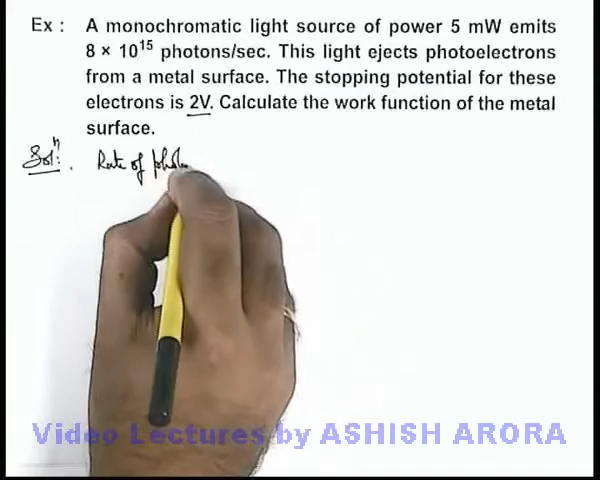 Ex : A monochromatic light source of power 5 mW emits
8 × 10¹⁵ photons/sec. This light ejects photoelectrons
from a metal surface. The stopping potential for these
electrons is 2V. Calculate the work function of the metal
surface.
Solⁿ. Rate of
Video Lectures by ASHISH ARORA